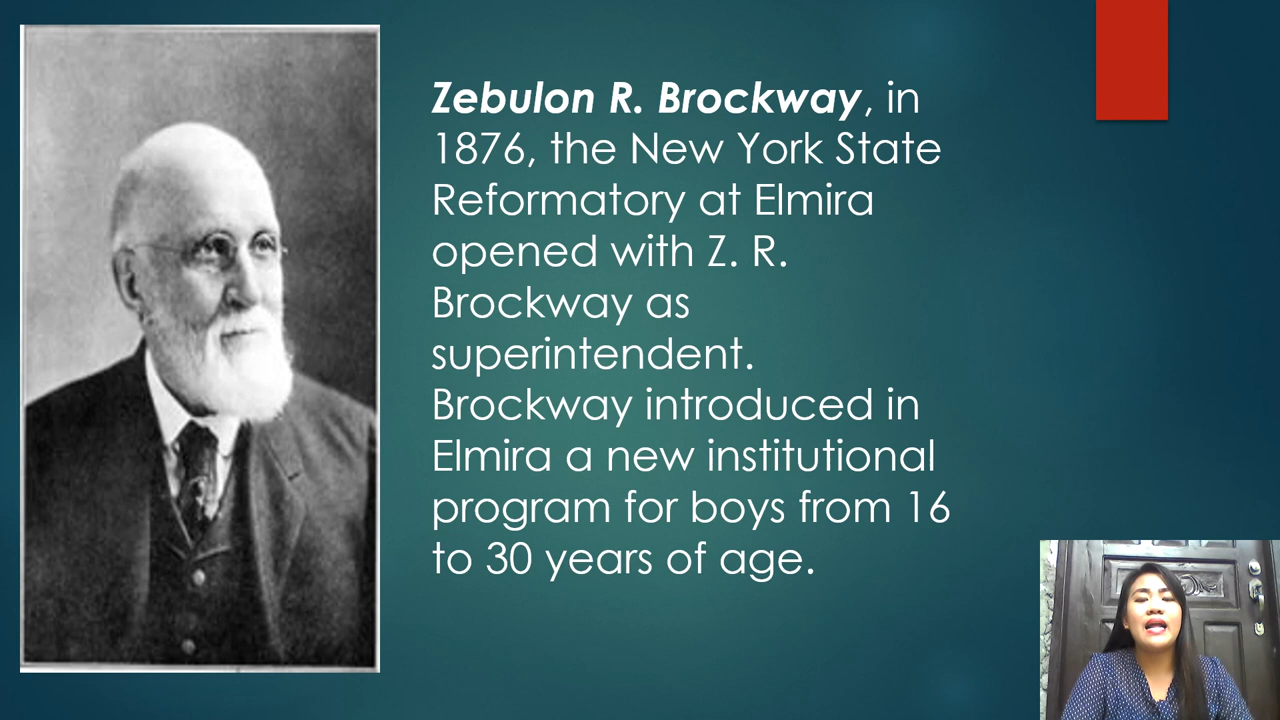 Zebulon R. Brockway, in
1876, the New York State
Reformatory at Elmira
opened with Z. R.
Brockway as
superintendent.
Brockway introduced in
Elmira a new institutional
program for boys from 16
to 30 years of age.